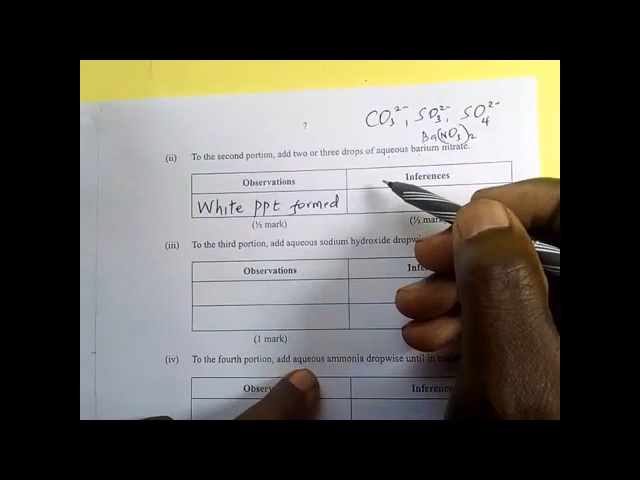 CO₃²⁻, SO₃²⁻, SO₄²⁻
7
Ba(NO₃)₂
(ii) To the second portion, add two or three drops of aqueous barium nitrate.
Observations Inferences
White ppt formed
(½ mark) (½ mark
(iii) To the third portion, add aqueous sodium hydroxide
Observations
(1 mark)
(iv) To the fourth portion, add aqueous ammonia dropwise until in
Inference